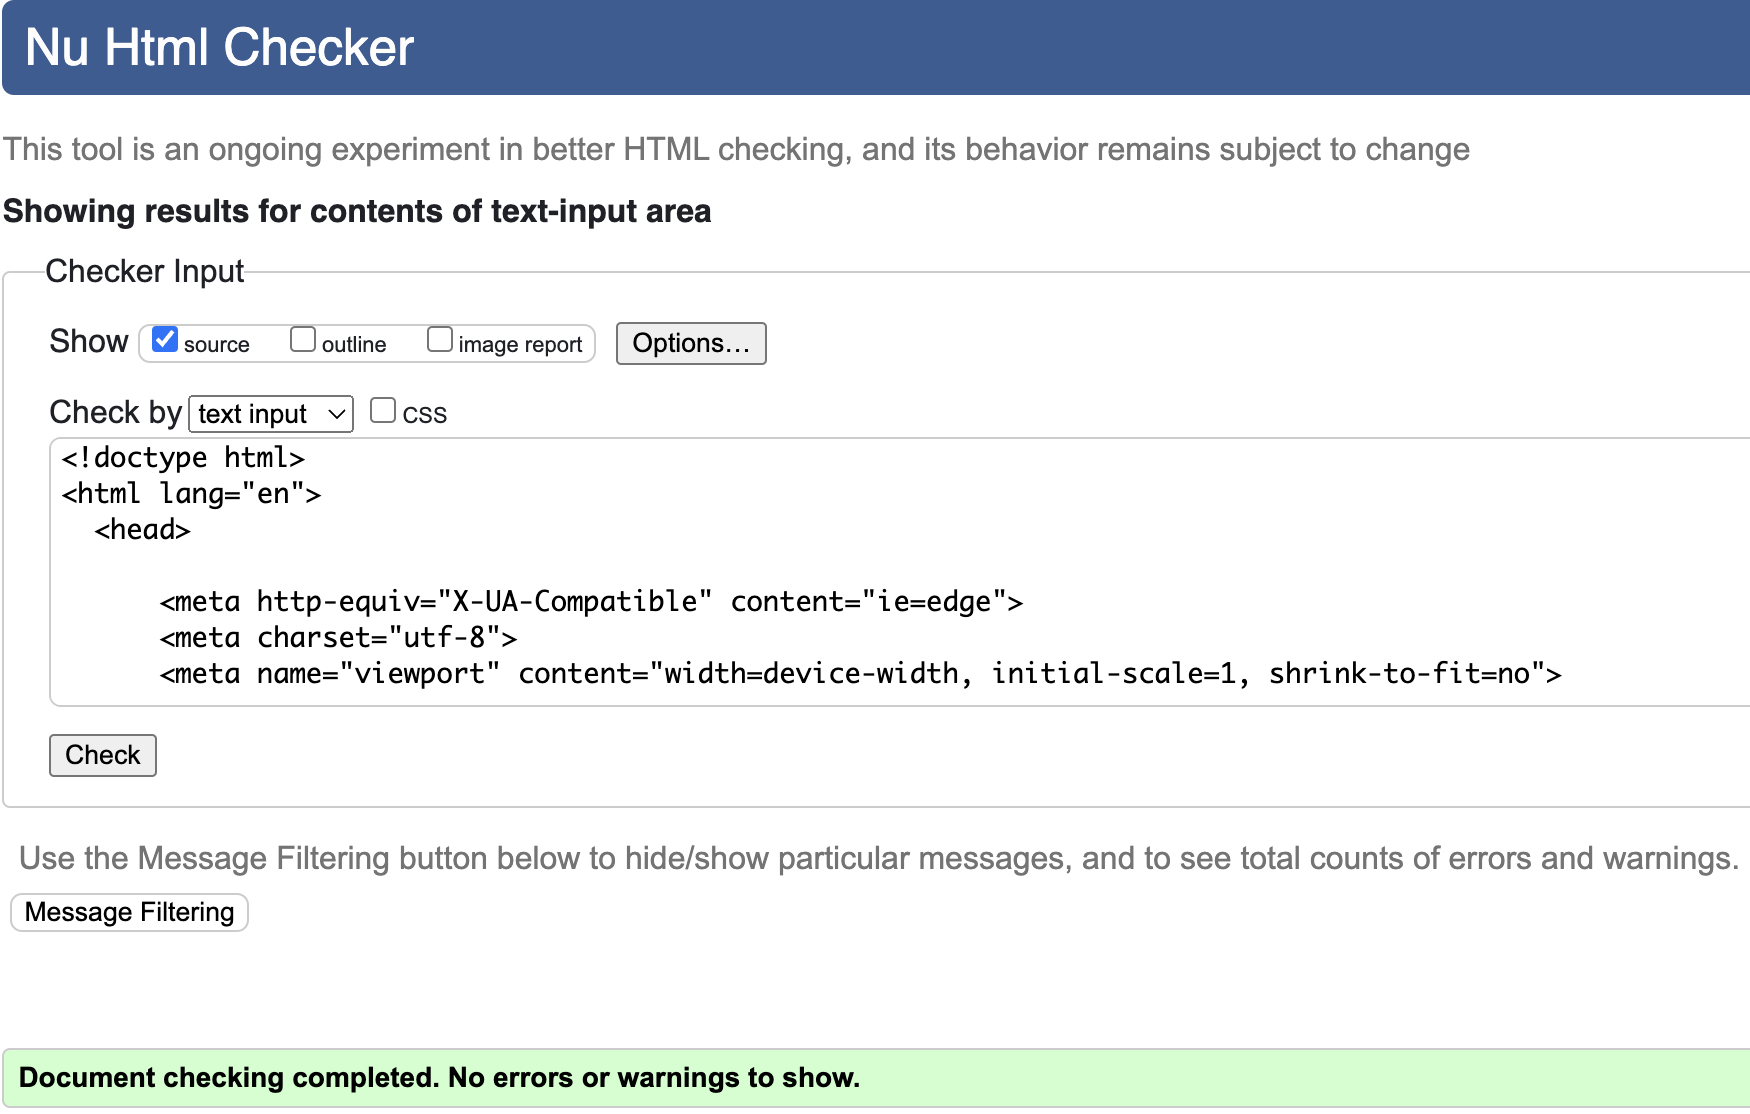 Nu Html Checker
This tool is an ongoing experiment in better HTML checking, and its behavior remains subject to change
Showing results for contents of text-input area
Checker Input
Show source outline image report Options...
Check by text input css
<!doctype html>
<html lang="en">
<head>
<meta http-equiv="X-UA-Compatible" content="ie=edge">
<meta charset="utf-8">
<meta name="viewport" content="width=device-width, initial-scale=1, shrink-to-fit=no">
Check
Use the Message Filtering button below to hide/show particular messages, and to see total counts of errors and warnings.
Message Filtering
Document checking completed. No errors or warnings to show.